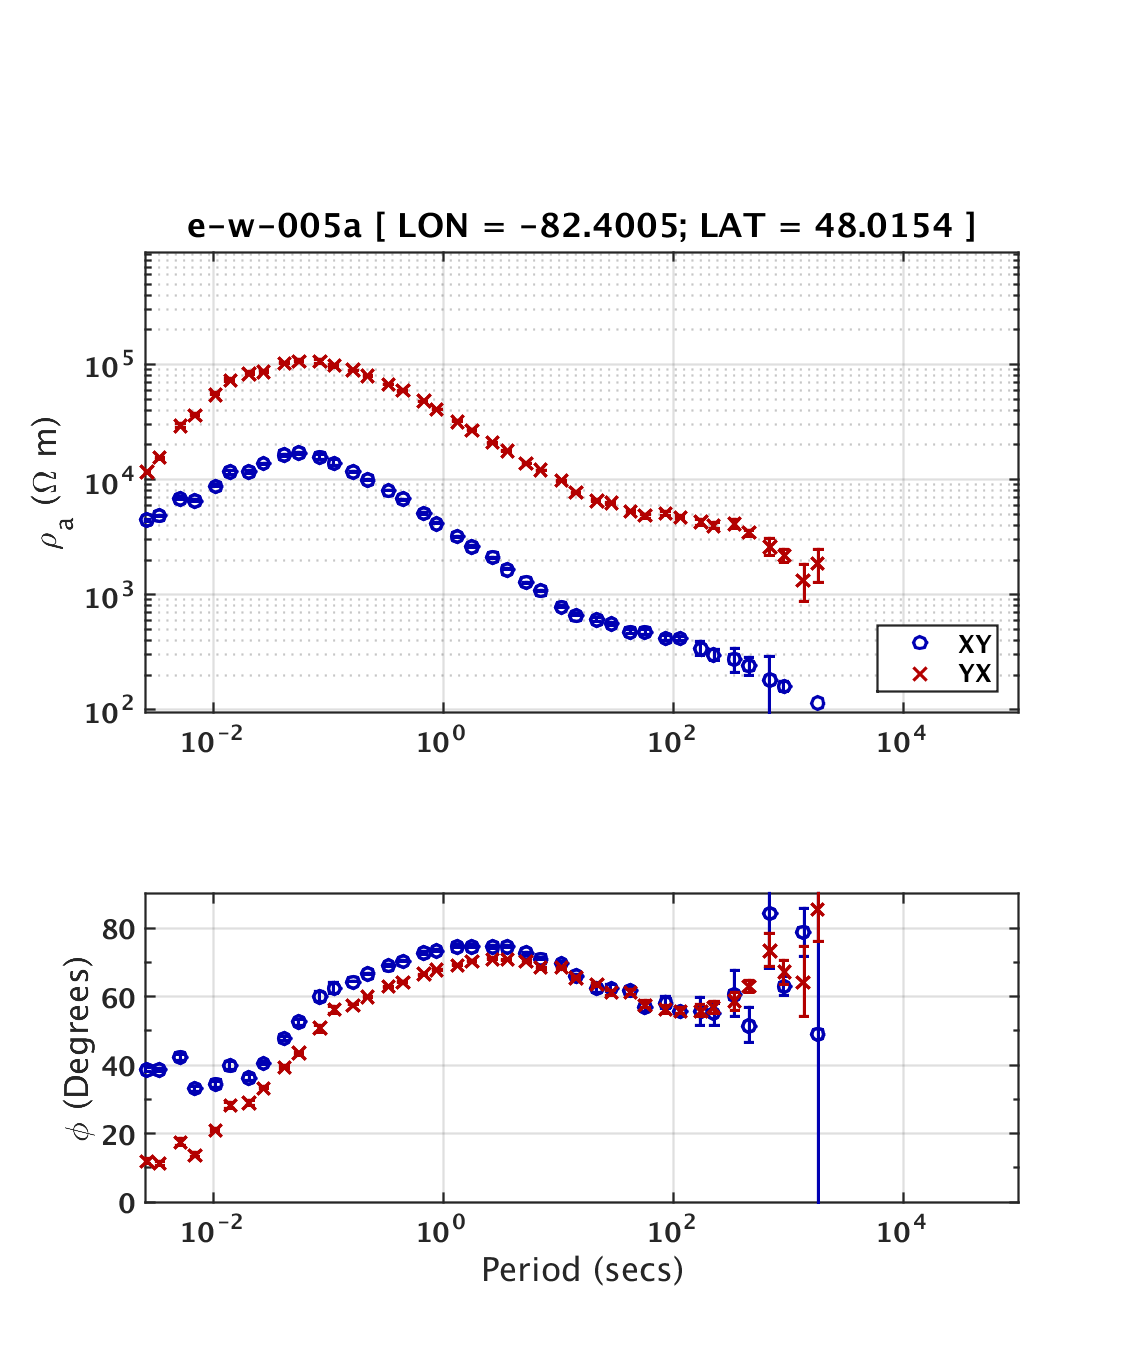 e-w-005a [ LON = -82.4005; LAT = 48.0154 ]
ρa (Ω m)
10^5
10^4
10^3
10^2
XY
YX
10^-2 10^0 10^2 10^4
ϕ (Degrees)
80
60
40
20
0
10^-2 10^0 10^2 10^4
Period (secs)